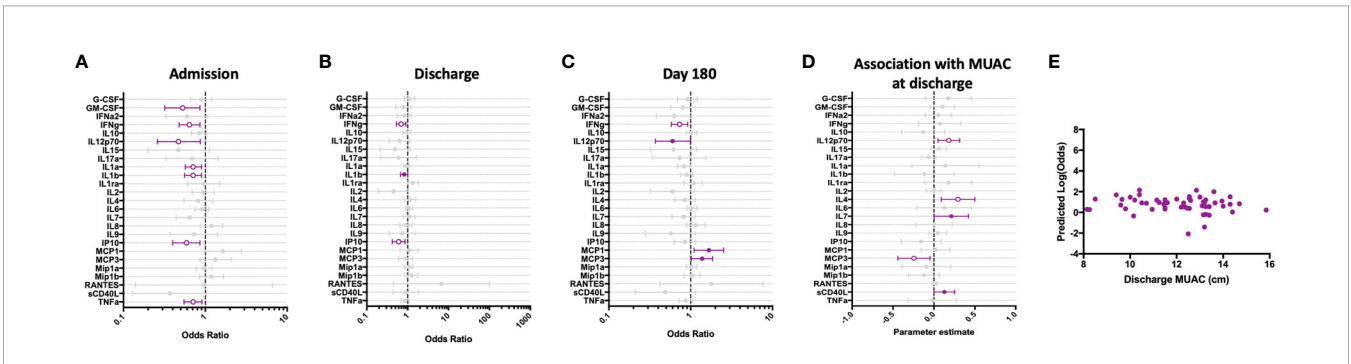 A
Admission
G-CSF
GM-CSF
IFNa2
IFNg
IL10
IL12p70
IL15
IL17a
IL1a
IL1b
IL1ra
IL2
IL4
IL6
IL7
IL8
IL9
IP10
MCP1
MCP3
Mip1a
Mip1b
RANTES
sCD40L
TNFa
0.1
1
10
Odds Ratio
B
Discharge
G-CSF
GM-CSF
IFNa2
IFNg
IL10
IL12p70
IL15
IL17a
IL1a
IL1b
IL1ra
IL2
IL4
IL6
IL7
IL8
IL9
IP10
MCP1
MCP3
Mip1a
Mip1b
RANTES
sCD40L
TNFa
0.1
1
10
100
1000
Odds Ratio
C
Day 180
G-CSF
GM-CSF
IFNa2
IFNg
IL10
IL12p70
IL15
IL17a
IL1a
IL1b
IL1ra
IL2
IL4
IL6
IL7
IL8
IL9
IP10
MCP1
MCP3
Mip1a
Mip1b
RANTES
sCD40L
TNFa
0.1
1
10
Odds Ratio
D
Association with MUAC
at discharge
G-CSF
GM-CSF
IFNa2
IFNg
IL10
IL12p70
IL15
IL17a
IL1a
IL1b
IL1ra
IL2
IL4
IL6
IL7
IL8
IL9
IP10
MCP1
MCP3
Mip1a
Mip1b
RANTES
sCD40L
TNFa
-1.0
-0.5
0.0
0.5
1.0
Parameter estimate
E
Predicted Log(Odds)
8
6
4
2
0
-2
-4
8
10
12
14
16
Discharge MUAC (cm)